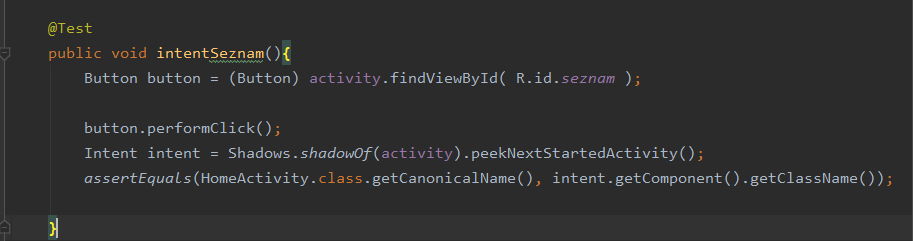 @Test
public void intentSeznam(){
Button button = (Button) activity.findViewById( R.id.seznam );
button.performClick();
Intent intent = Shadows.shadowOf(activity).peekNextStartedActivity();
assertEquals(HomeActivity.class.getCanonicalName(), intent.getComponent().getClassName());
}